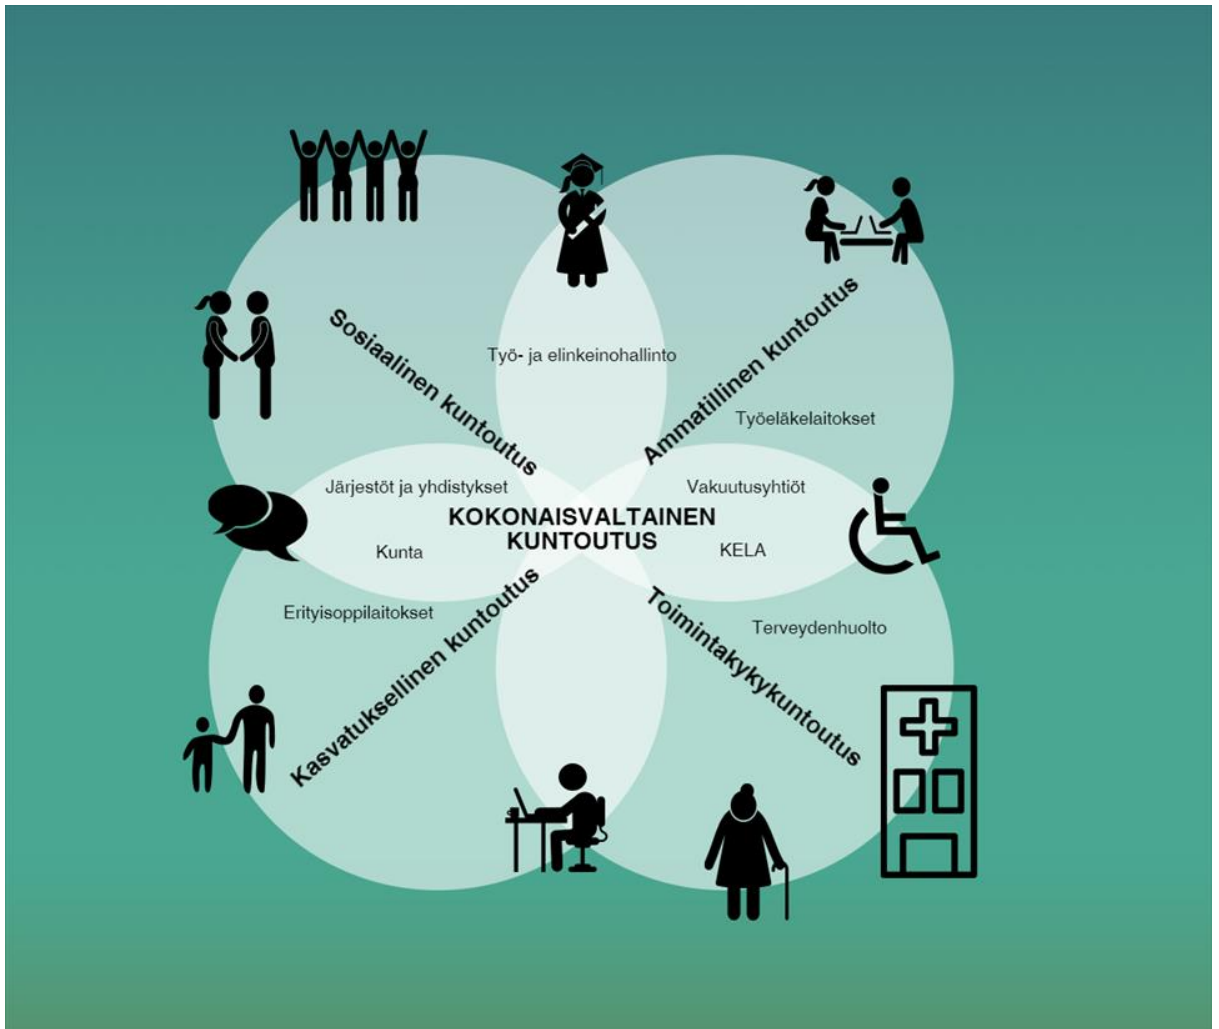 Sosiaalinen kuntoutus
Ammatillinen kuntoutus
Työ- ja elinkeinohallinto
Työeläkelaitokset
Järjestöt ja yhdistykset
Vakuutusyhtiöt
KOKONAISVALTAINEN
KUNTOUTUS
Kunta
KELA
Erityisoppilaitokset
Terveydenhuolto
Kasvatuksellinen kuntoutus
Toimintakykykuntoutus